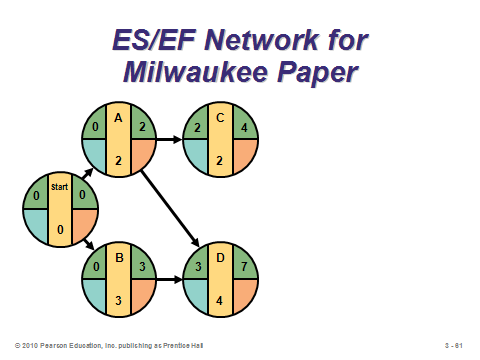 ES/EF Network for
Milwaukee Paper
A
0 2
2
C
2 4
2
Start
0 0
0
B
0 3
3
D
3 7
4
© 2010 Pearson Education, Inc. publishing as Prentice Hall
3 - 61